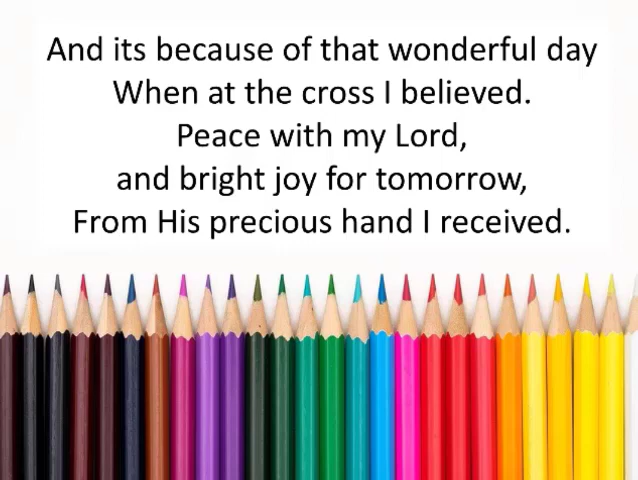 And its because of that wonderful day
When at the cross I believed.
Peace with my Lord,
and bright joy for tomorrow,
From His precious hand I received.